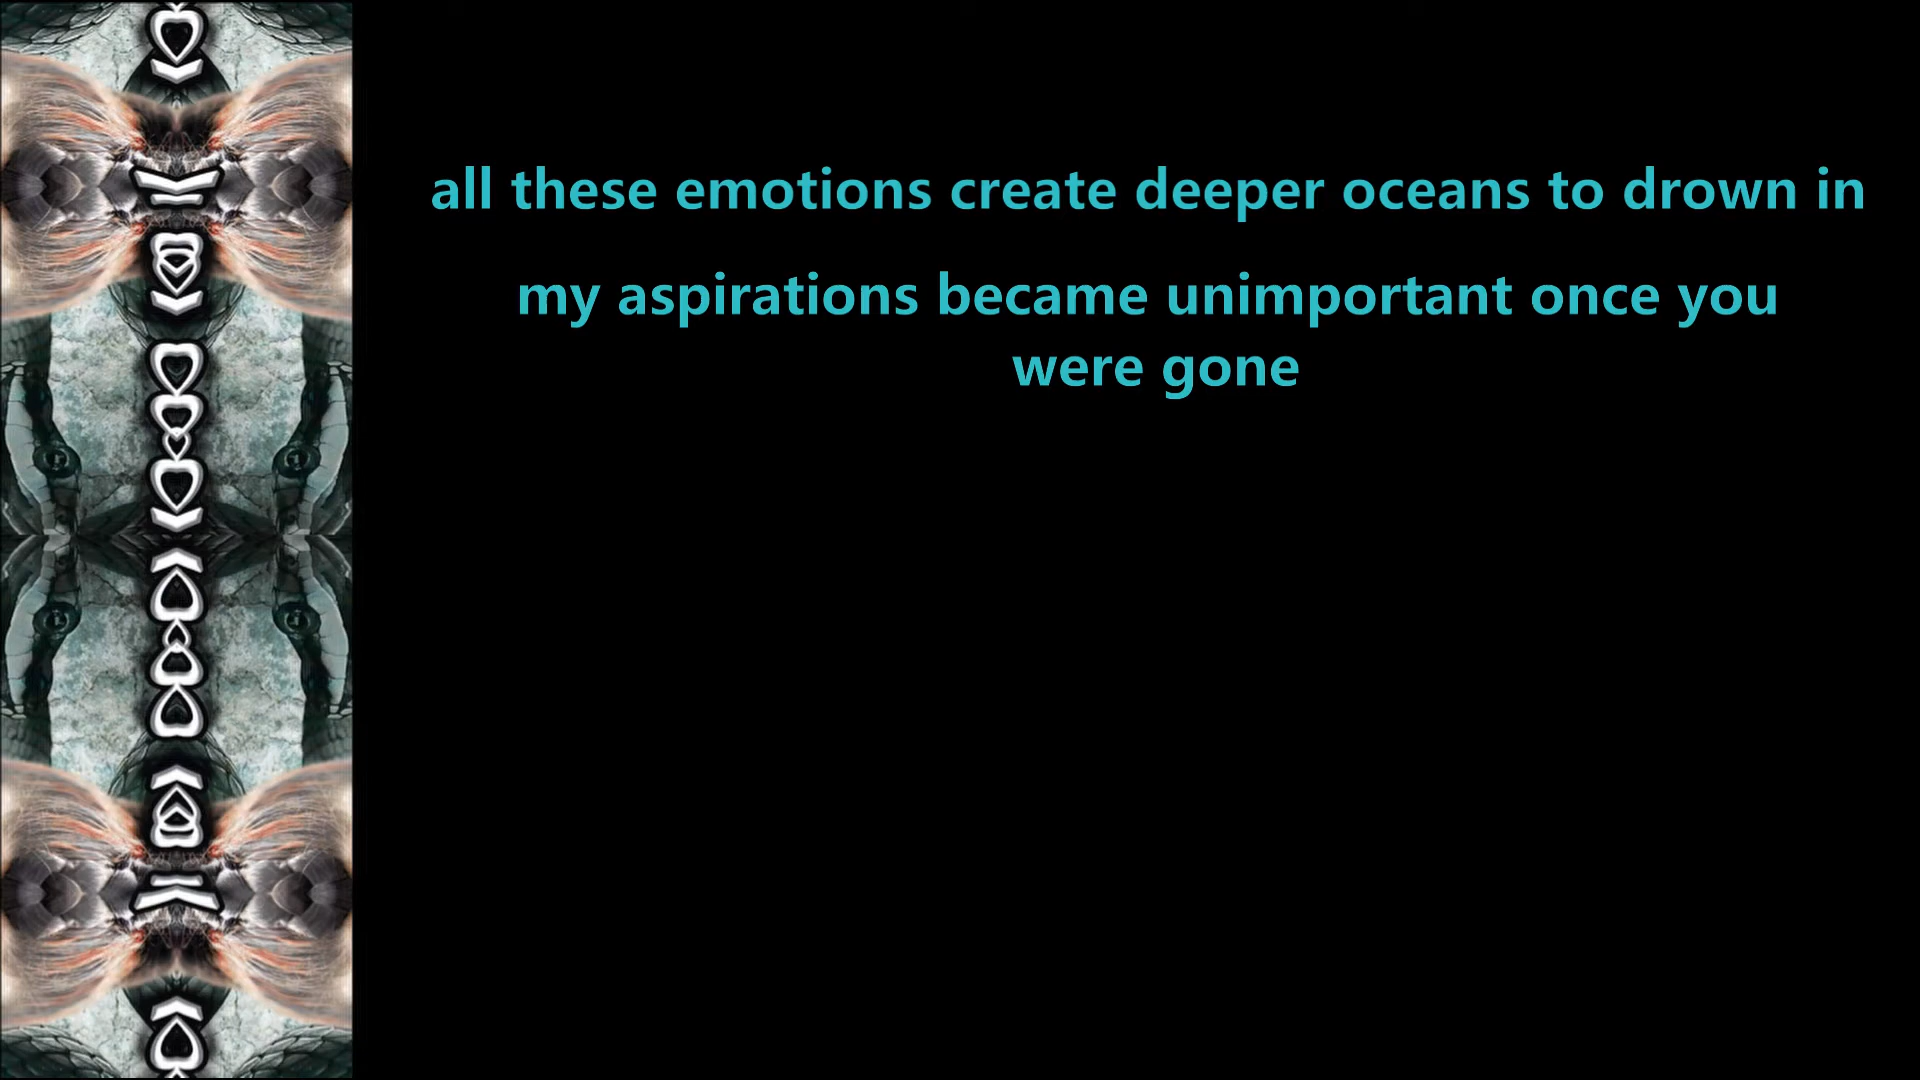 all these emotions create deeper oceans to drown in
my aspirations became unimportant once you
were gone